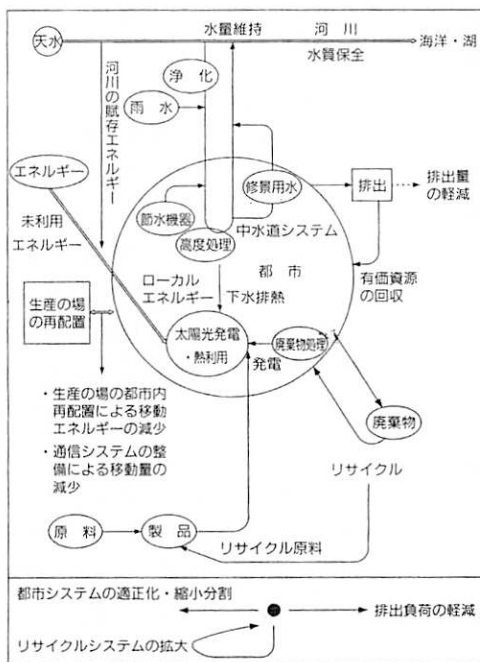 水量維持 河川
天水
海洋・湖
水質保全
浄化
雨水
河川の賦存エネルギー
エネルギー
修景用水
排出
排出量
の軽減
節水機器
中水道システム
未利用
エネルギー
高度処理
都市
ローカル
エネルギー
下水排熱
有価資源
の回収
生産の場
の再配置
太陽光発電
・熱利用
廃棄物処理
発電
・生産の場の都市内
再配置による移動
エネルギーの減少
・通信システムの整
備による移動量の
減少
廃棄物
リサイクル
原料
製品
リサイクル原料
都市システムの適正化・縮小分割
排出負荷の軽減
リサイクルシステムの拡大